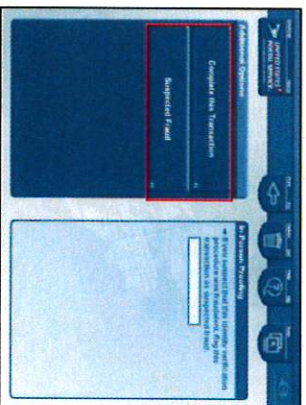 UNITED STATES
POSTAL SERVICE
Additional Options
Complete this Transaction
Suspected Fraud
In Person Proofing
If you suspect that this identity verification
procedure was fraudulent, flag this
transaction as suspected fraud.